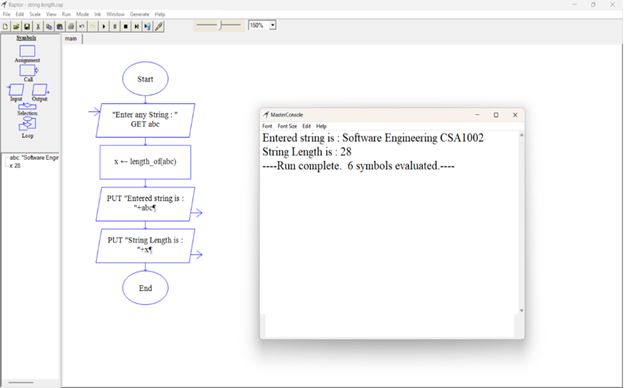 Raptor - string length.rap
File Edit Scale View Run Mode Ink Window Generate Help
150%
Symbols
main
Assignment
Call
Input Output
Selection
Loop
abc: "Software Engir
x: 28
Start
"Enter any String : "
GET abc
x ← length_of(abc)
PUT "Entered string is :
"+abc¶
PUT "String Length is :
"+x¶
End
MasterConsole
Font Font Size Edit Help
Entered string is : Software Engineering CSA1002
String Length is : 28
----Run complete. 6 symbols evaluated.----